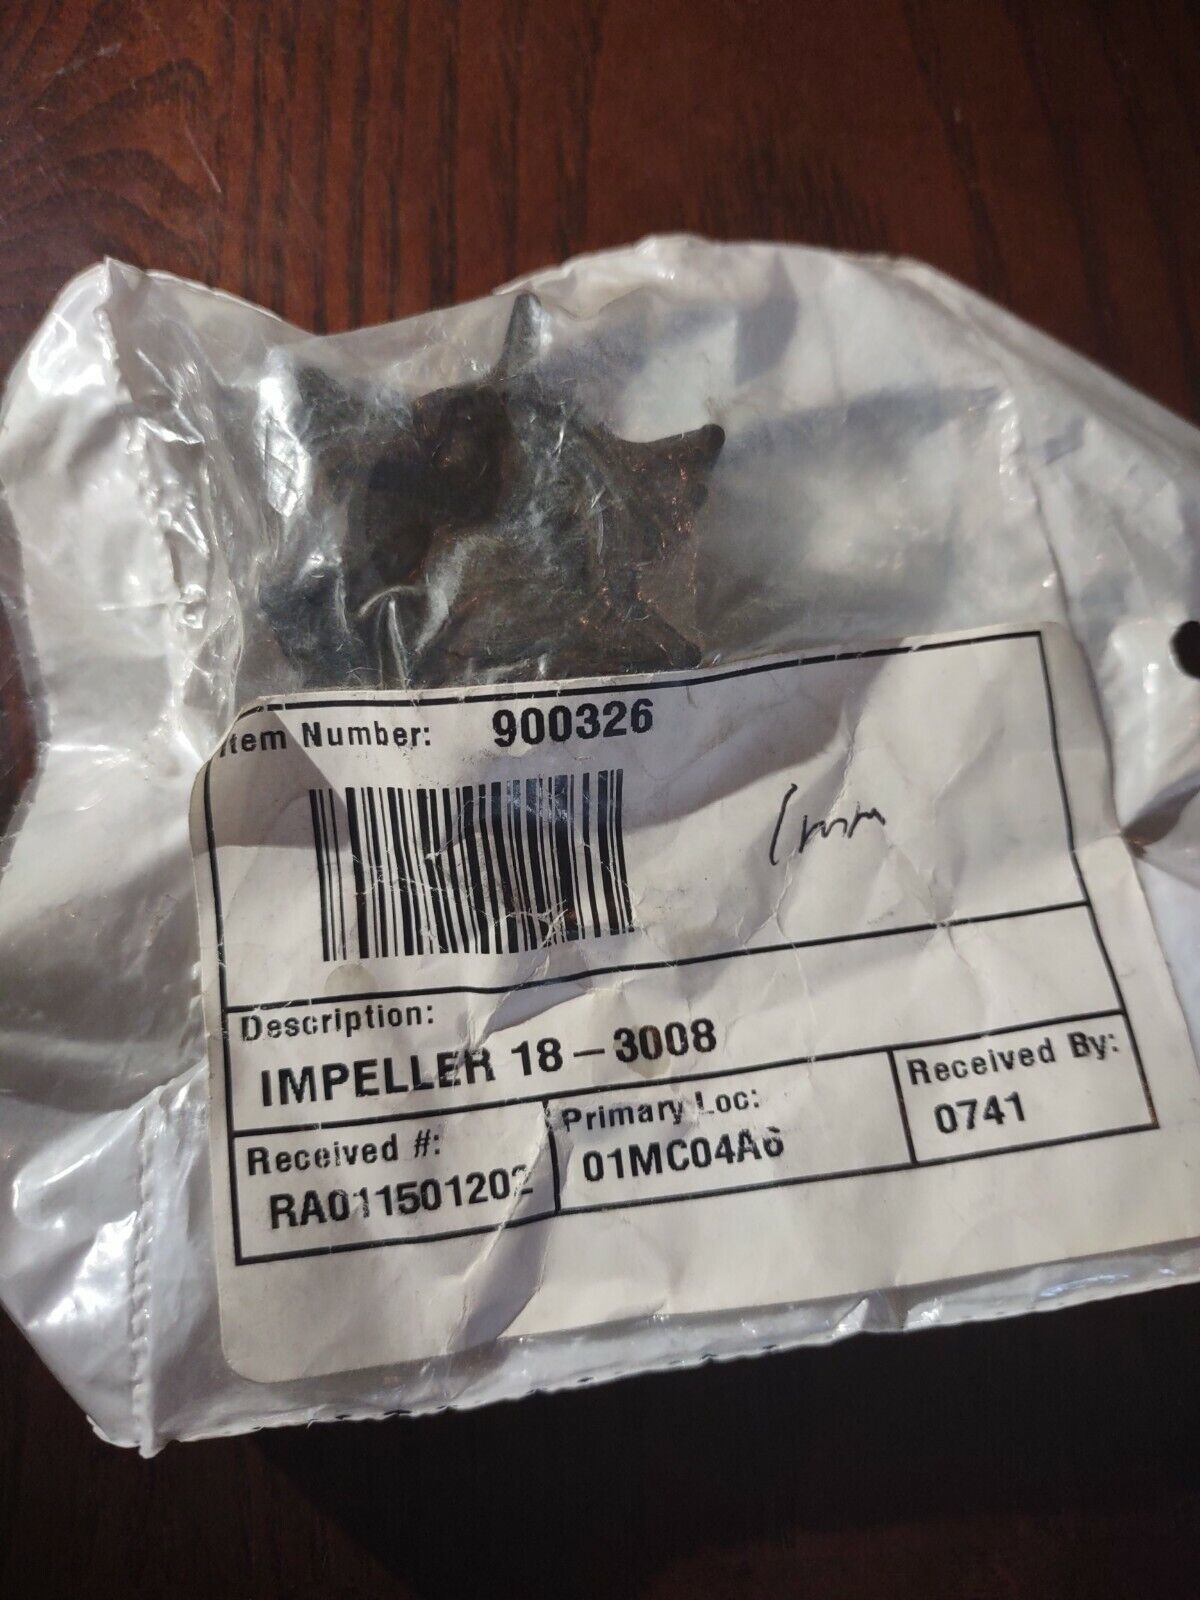 Item Number: 900326
Description:
IMPELLER 18-3008
Received #:
RA011501202
Primary Loc:
01MC04A6
Received By:
0741